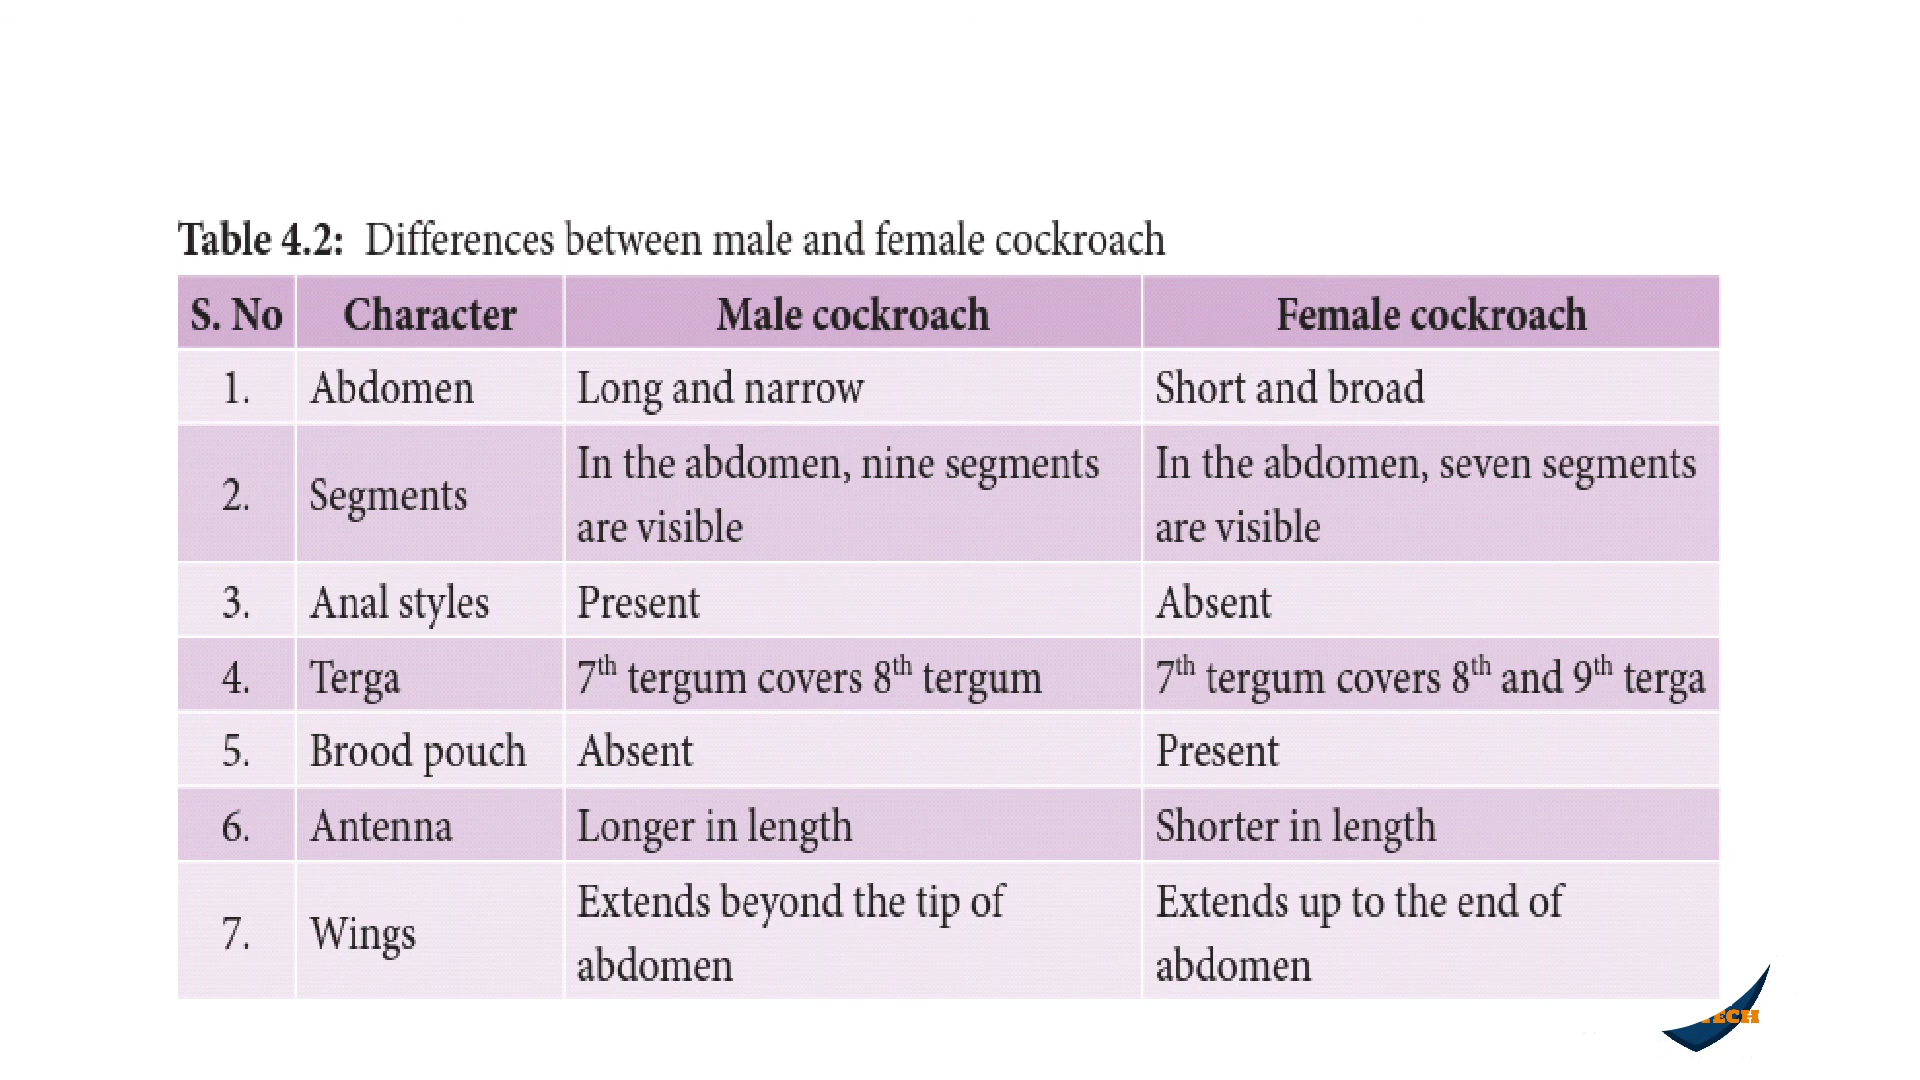 Table 4.2: Differences between male and female cockroach
S. No Character Male cockroach Female cockroach
1. Abdomen Long and narrow Short and broad
2. Segments In the abdomen, nine segments are visible In the abdomen, seven segments are visible
3. Anal styles Present Absent
4. Terga 7th tergum covers 8th tergum 7th tergum covers 8th and 9th terga
5. Brood pouch Absent Present
6. Antenna Longer in length Shorter in length
7. Wings Extends beyond the tip of abdomen Extends up to the end of abdomen
TECH